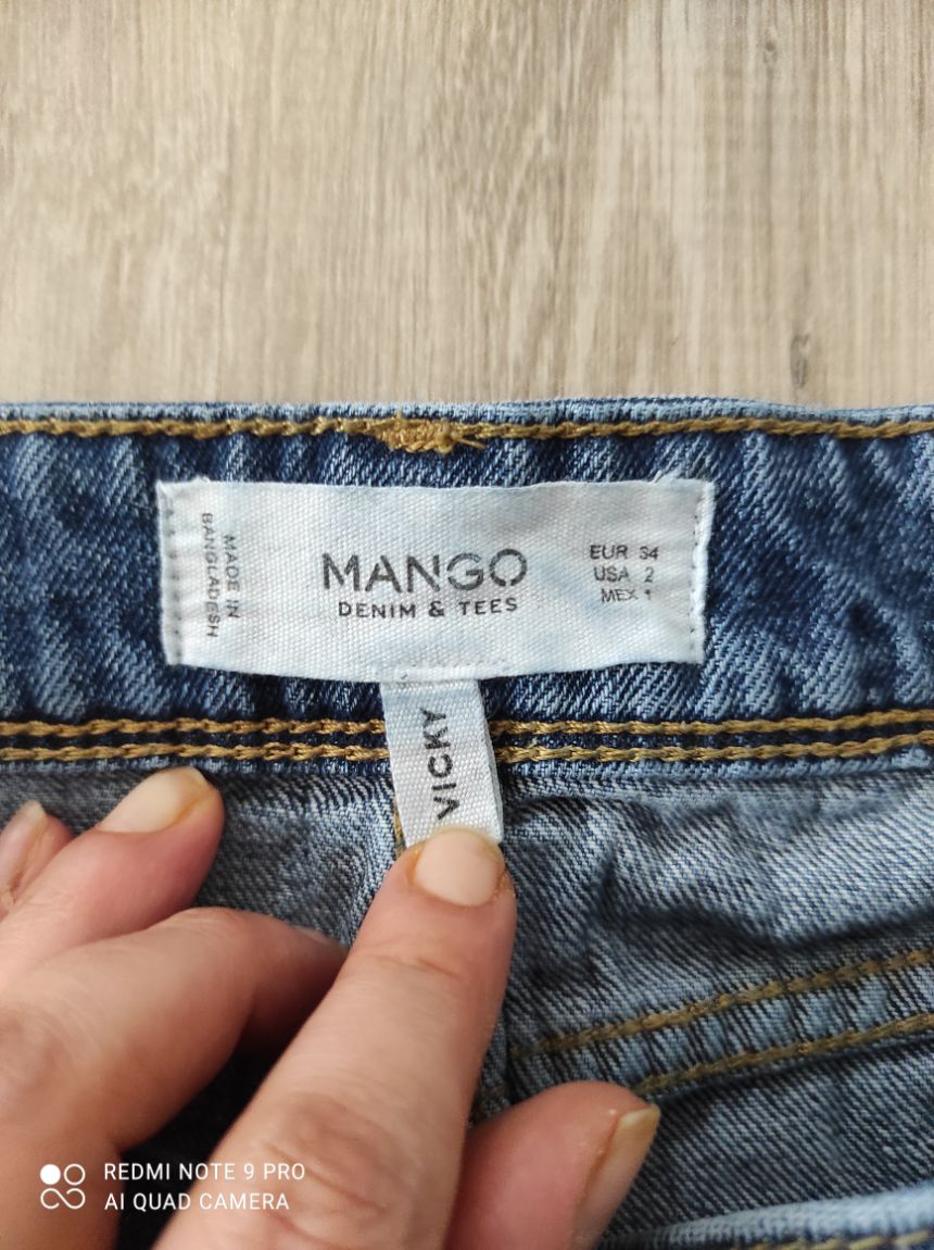 MADE IN
BANGLADESH
MANGO
DENIM & TEES
EUR 34
USA 2
MEX 1
VICKY
REDMI NOTE 9 PRO
AI QUAD CAMERA